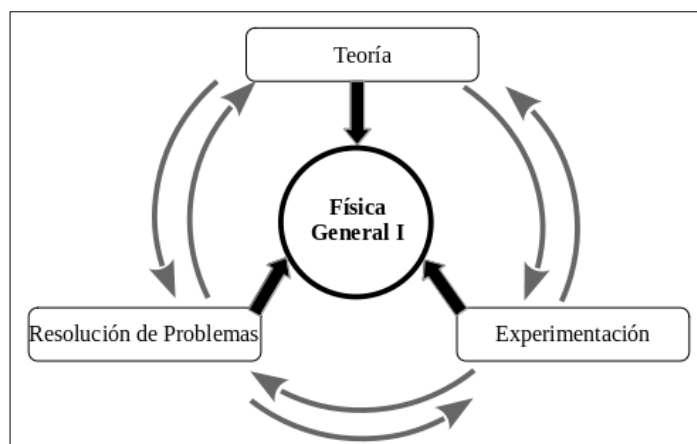 Teoría
Física
General I
Resolución de Problemas
Experimentación